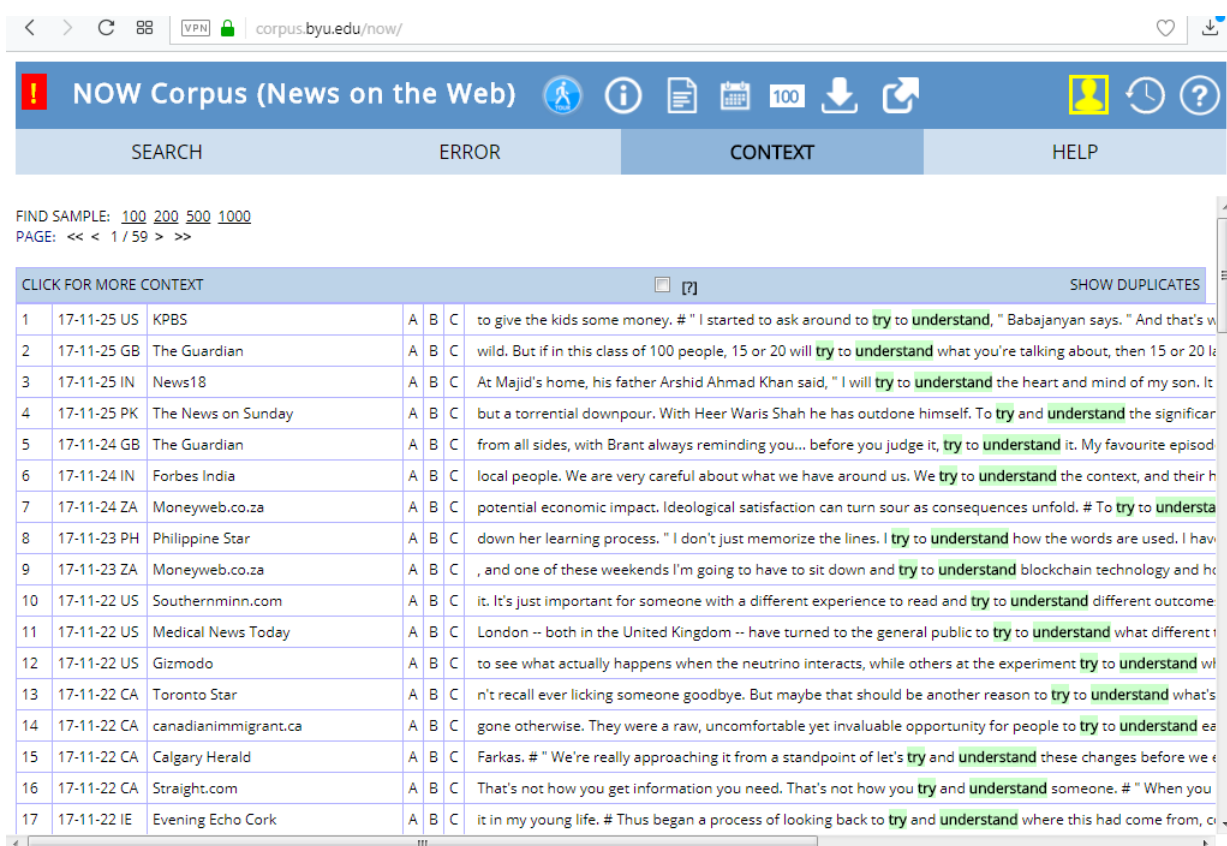 VPN corpus.byu.edu/now/
! NOW Corpus (News on the Web) TOUR i 100 ?
SEARCH ERROR CONTEXT HELP
FIND SAMPLE: 100 200 500 1000
PAGE: << < 1 / 59 > >>
CLICK FOR MORE CONTEXT [?] SHOW DUPLICATES
1 17-11-25 US KPBS A B C to give the kids some money. # " I started to ask around to try to understand, " Babajanyan says. " And that's w
2 17-11-25 GB The Guardian A B C wild. But if in this class of 100 people, 15 or 20 will try to understand what you're talking about, then 15 or 20 la
3 17-11-25 IN News18 A B C At Majid's home, his father Arshid Ahmad Khan said, " I will try to understand the heart and mind of my son. It
4 17-11-25 PK The News on Sunday A B C but a torrential downpour. With Heer Waris Shah he has outdone himself. To try and understand the significan
5 17-11-24 GB The Guardian A B C from all sides, with Brant always reminding you... before you judge it, try to understand it. My favourite episod
6 17-11-24 IN Forbes India A B C local people. We are very careful about what we have around us. We try to understand the context, and their h
7 17-11-24 ZA Moneyweb.co.za A B C potential economic impact. Ideological satisfaction can turn sour as consequences unfold. # To try to understa
8 17-11-23 PH Philippine Star A B C down her learning process. " I don't just memorize the lines. I try to understand how the words are used. I hav
9 17-11-23 ZA Moneyweb.co.za A B C , and one of these weekends I'm going to have to sit down and try to understand blockchain technology and ho
10 17-11-22 US Southernminn.com A B C it. It's just important for someone with a different experience to read and try to understand different outcome
11 17-11-22 US Medical News Today A B C London -- both in the United Kingdom -- have turned to the general public to try to understand what different
12 17-11-22 US Gizmodo A B C to see what actually happens when the neutrino interacts, while others at the experiment try to understand wh
13 17-11-22 CA Toronto Star A B C n't recall ever licking someone goodbye. But maybe that should be another reason to try to understand what's
14 17-11-22 CA canadianimmigrant.ca A B C gone otherwise. They were a raw, uncomfortable yet invaluable opportunity for people to try to understand ea
15 17-11-22 CA Calgary Herald A B C Farkas. # " We're really approaching it from a standpoint of let's try and understand these changes before we e
16 17-11-22 CA Straight.com A B C That's not how you get information you need. That's not how you try and understand someone. # " When you
17 17-11-22 IE Evening Echo Cork A B C it in my young life. # Thus began a process of looking back to try and understand where this had come from, c